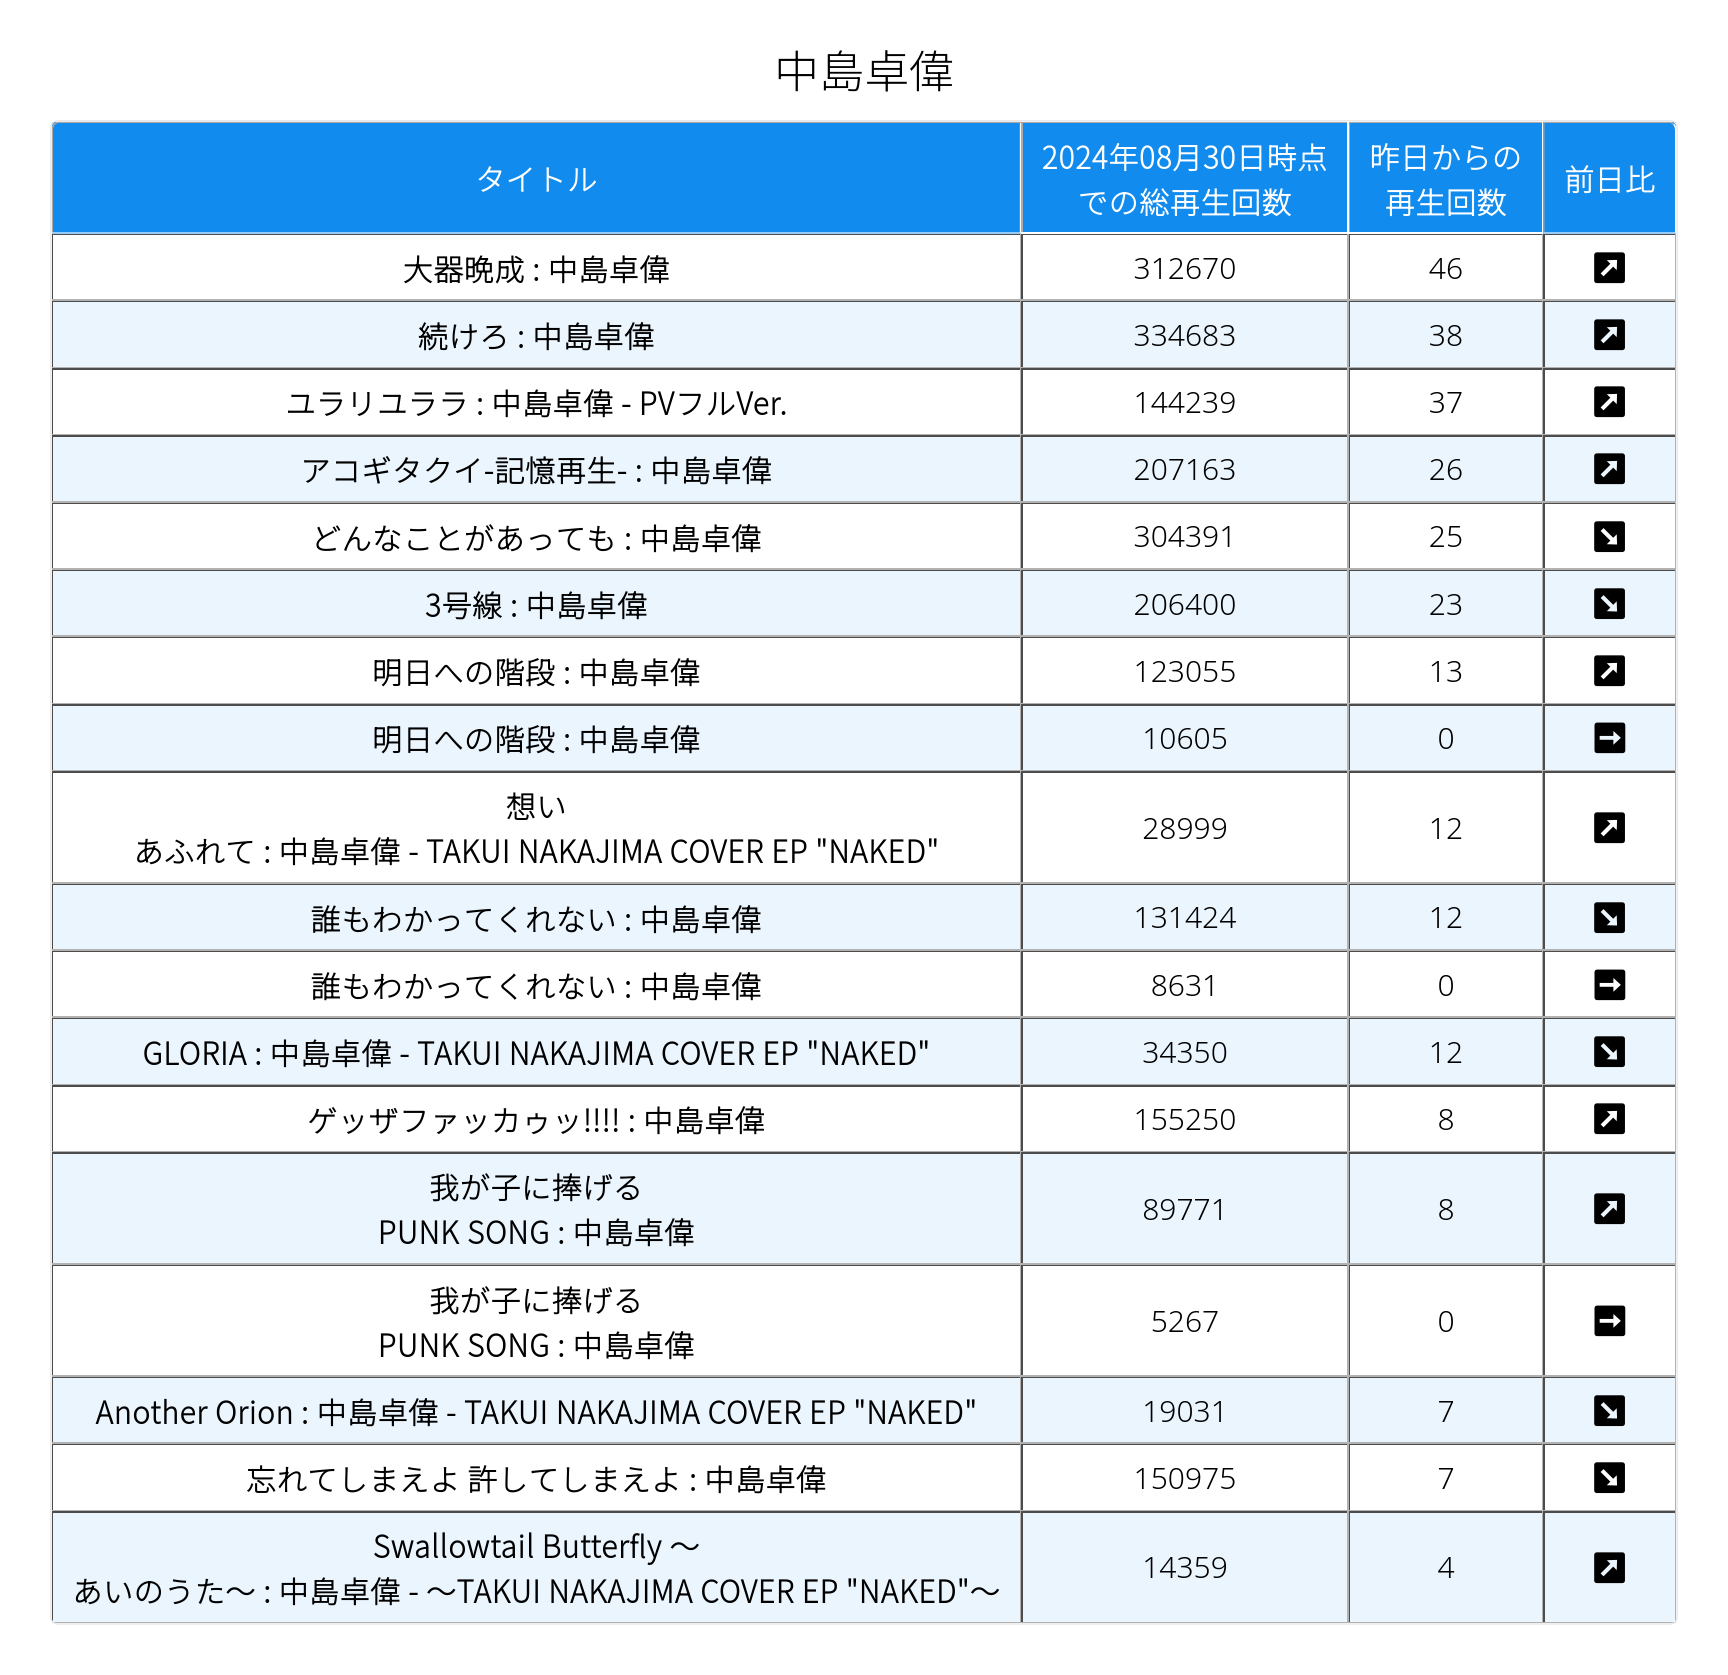 中島卓偉
タイトル
2024年08月30日時点
での総再生回数
昨日からの
再生回数
前日比
大器晩成 : 中島卓偉 312670 46
続けろ : 中島卓偉 334683 38
ユラリユララ : 中島卓偉 - PVフルVer. 144239 37
アコギタクイ-記憶再生- : 中島卓偉 207163 26
どんなことがあっても : 中島卓偉 304391 25
3号線 : 中島卓偉 206400 23
明日への階段 : 中島卓偉 123055 13
明日への階段 : 中島卓偉 10605 0
想い
あふれて : 中島卓偉 - TAKUI NAKAJIMA COVER EP "NAKED" 28999 12
誰もわかってくれない : 中島卓偉 131424 12
誰もわかってくれない : 中島卓偉 8631 0
GLORIA : 中島卓偉 - TAKUI NAKAJIMA COVER EP "NAKED" 34350 12
ゲッザファッカゥッ!!!! : 中島卓偉 155250 8
我が子に捧げる
PUNK SONG : 中島卓偉 89771 8
我が子に捧げる
PUNK SONG : 中島卓偉 5267 0
Another Orion : 中島卓偉 - TAKUI NAKAJIMA COVER EP "NAKED" 19031 7
忘れてしまえよ 許してしまえよ : 中島卓偉 150975 7
Swallowtail Butterfly ～
あいのうた～ : 中島卓偉 - ～TAKUI NAKAJIMA COVER EP "NAKED"～ 14359 4